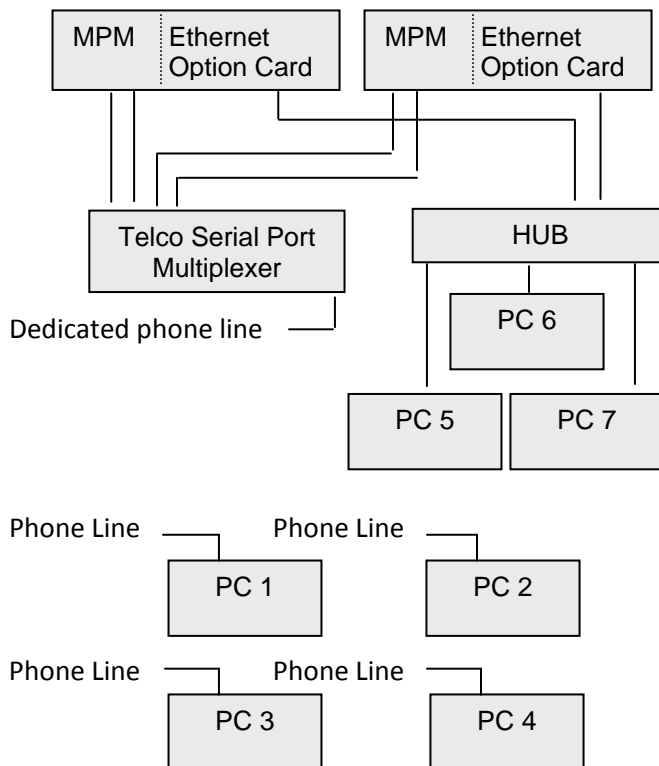 MPM
Ethernet
Option Card
MPM
Ethernet
Option Card
Telco Serial Port
Multiplexer
HUB
Dedicated phone line
PC 6
PC 5
PC 7
Phone Line
Phone Line
PC 1
PC 2
Phone Line
Phone Line
PC 3
PC 4